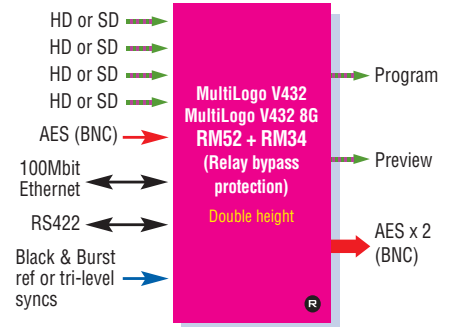 HD or SD
HD or SD
HD or SD
HD or SD
AES (BNC)
100Mbit
Ethernet
RS422
Black & Burst
ref or tri-level
syncs
MultiLogo V432
MultiLogo V432 8G
RM52 + RM34
(Relay bypass
protection)
Double height
R
Program
Preview
AES x 2
(BNC)